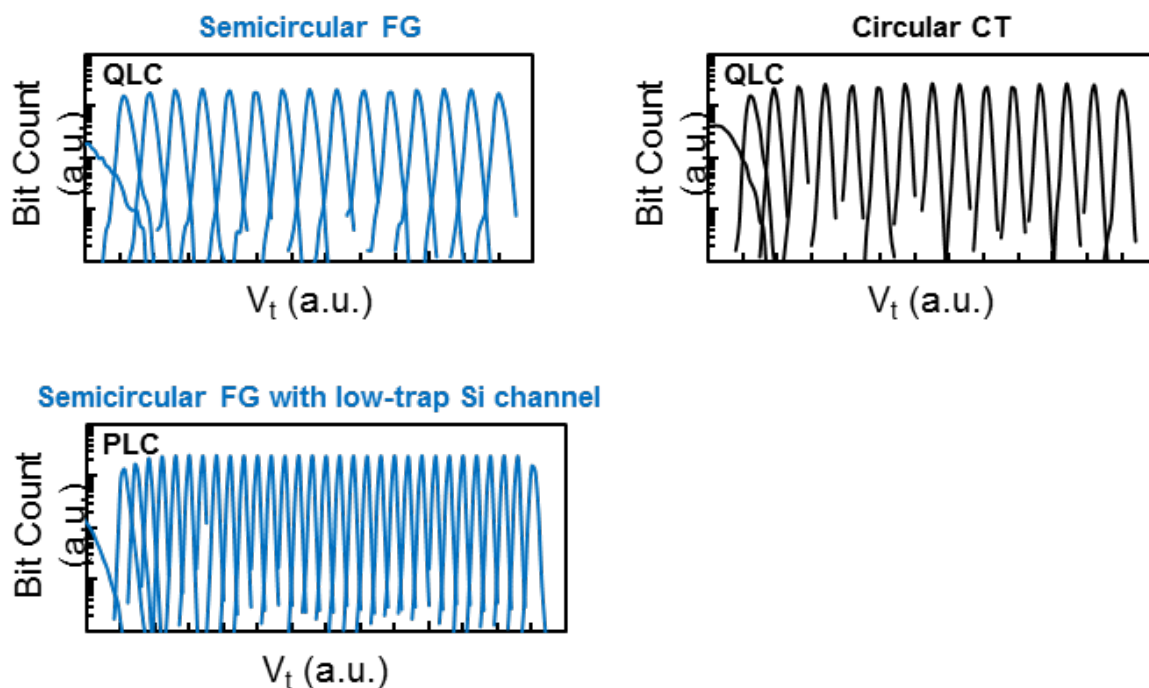 Semicircular FG
QLC
Bit Count
(a.u.)
Vt (a.u.)
Circular CT
QLC
Bit Count
(a.u.)
Vt (a.u.)
Semicircular FG with low-trap Si channel
PLC
Bit Count
(a.u.)
Vt (a.u.)